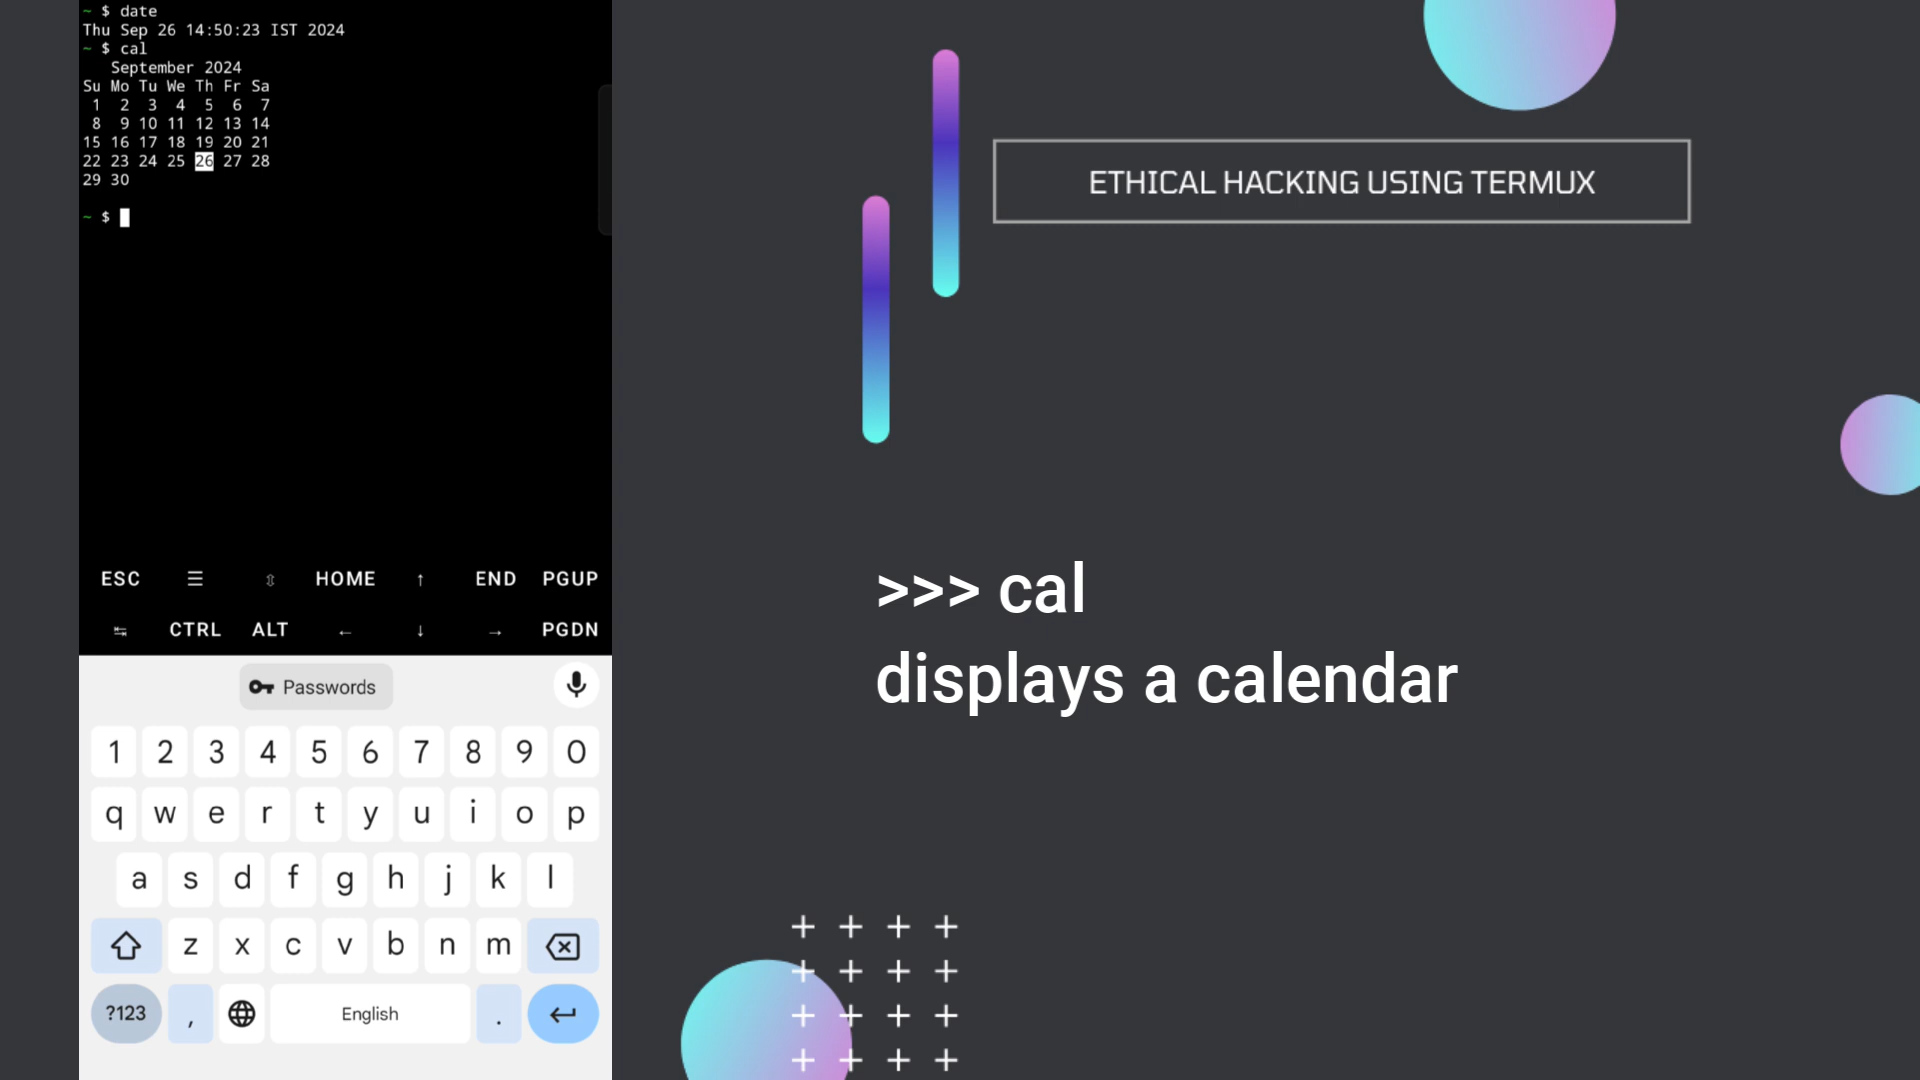 ~ $ date
Thu Sep 26 14:50:23 IST 2024
~ $ cal
September 2024
Su Mo Tu We Th Fr Sa
1 2 3 4 5 6 7
8 9 10 11 12 13 14
15 16 17 18 19 20 21
22 23 24 25 26 27 28
29 30
~ $
ESC ☰ ⇳ HOME ↑ END PGUP
↹ CTRL ALT ← ↓ → PGDN
Passwords
1 2 3 4 5 6 7 8 9 0
q w e r t y u i o p
a s d f g h j k l
z x c v b n m
?123 , English .
ETHICAL HACKING USING TERMUX
>>> cal
displays a calendar